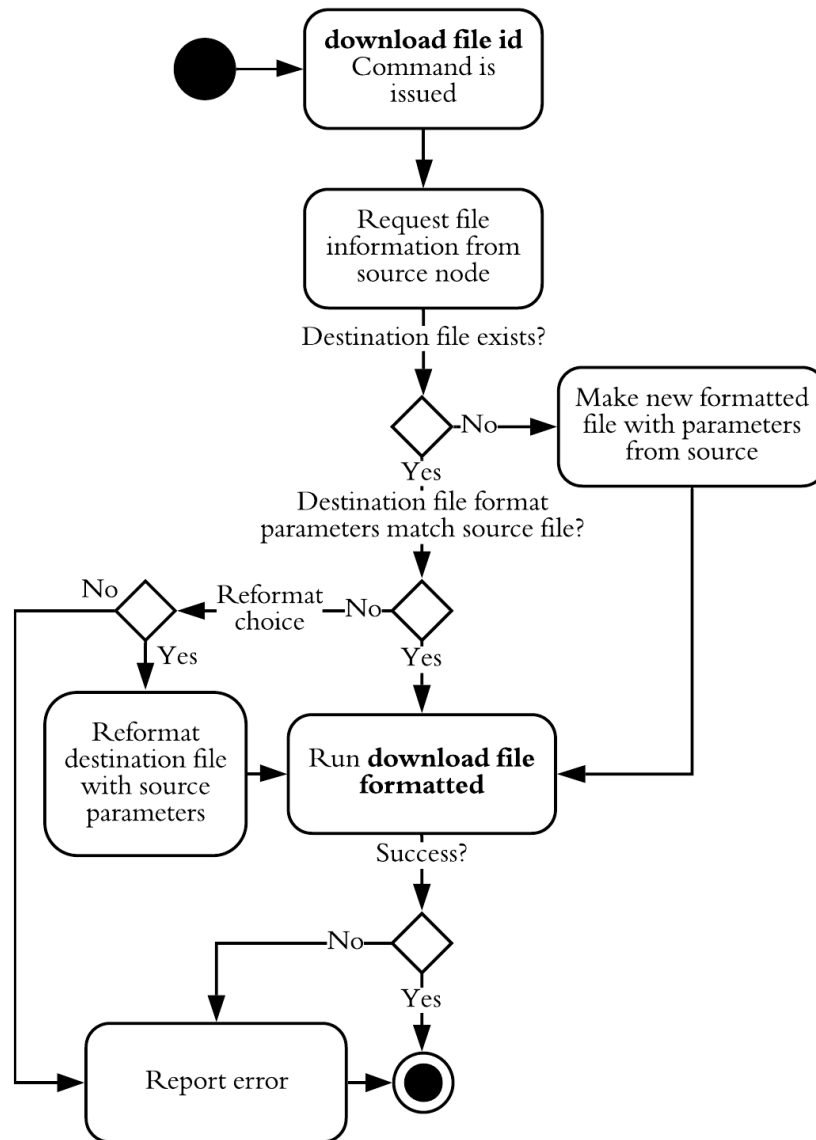 download file id
Command is
issued
Request file
information from
source node
Destination file exists?
No
Make new formatted
file with parameters
from source
Yes
Destination file format
parameters match source file?
No
Reformat
choice
No
Yes
Yes
Reformat
destination file
with source
parameters
Run download file
formatted
Success?
No
Yes
Report error